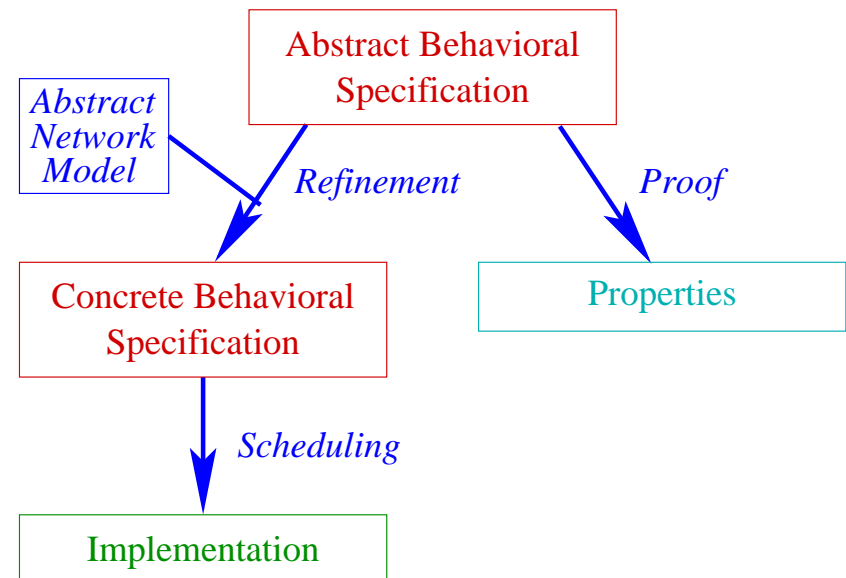 Abstract Behavioral
Specification
Abstract
Network
Model
Refinement
Proof
Concrete Behavioral
Specification
Properties
Scheduling
Implementation